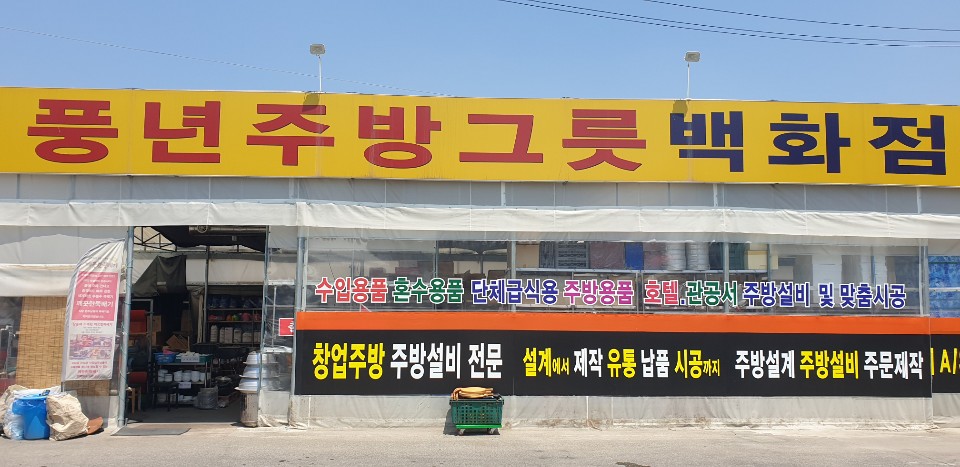 풍년주방그릇백화점
수입용품 혼수용품 단체급식용 주방용품 호텔.관공서 주방설비 및 맞춤시공
창업주방 주방설비 전문 설계에서 제작 유통 납품 시공까지 주방설계 주방설비 주문제작 A/